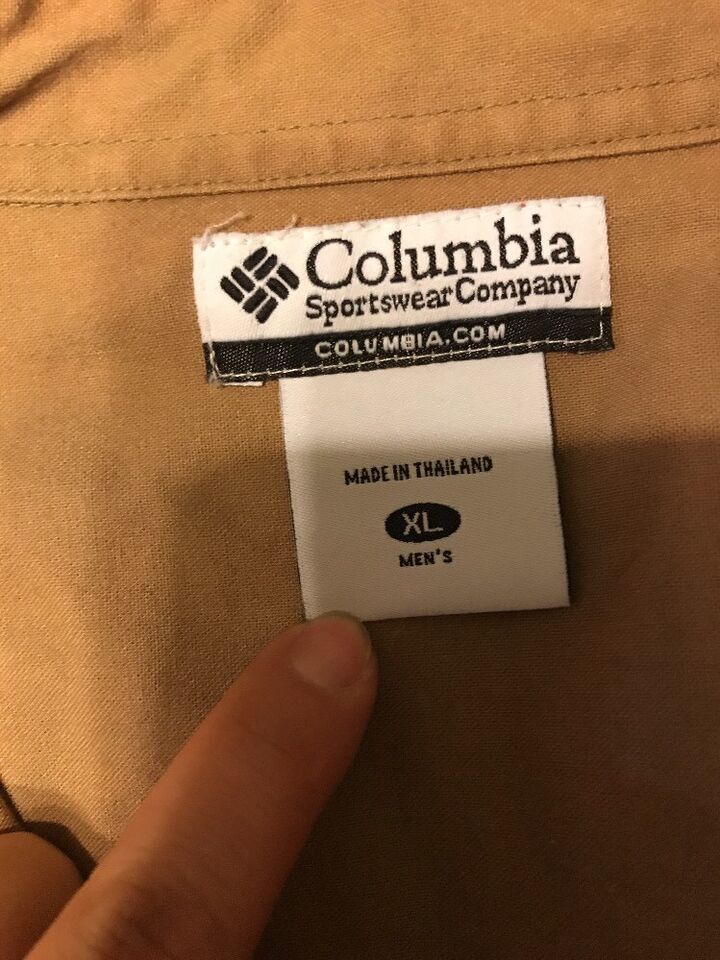 Columbia
Sportswear Company
COLUMBIA.COM
MADE IN THAILAND
XL
MEN'S